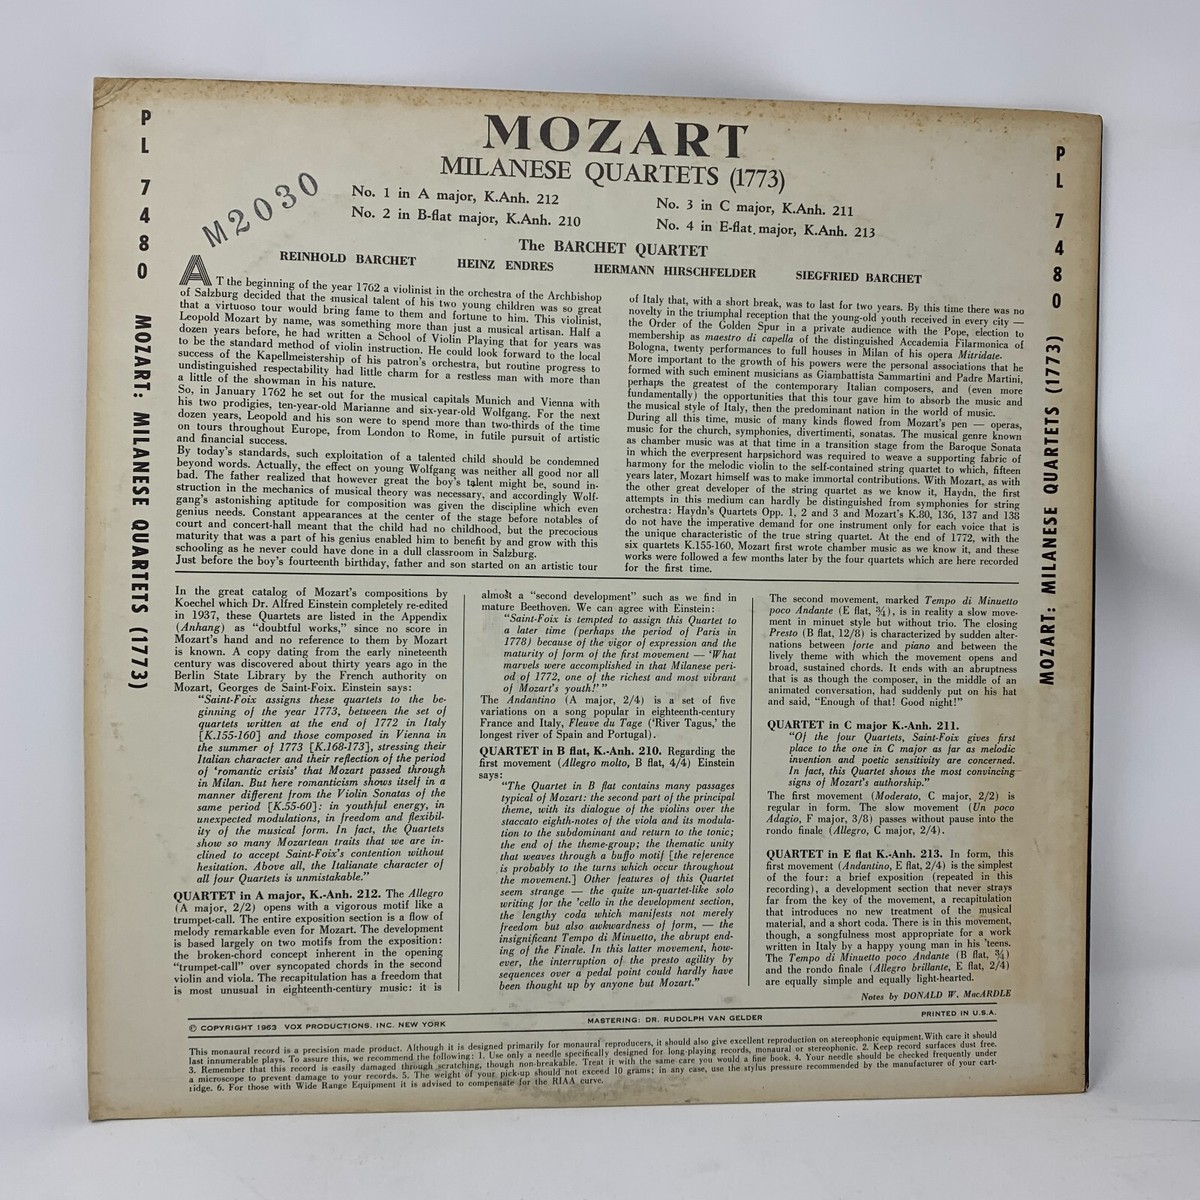 MOZART
MILANESE QUARTETS (1773)
No. 1 in A major, K.Anh. 212
No. 2 in B-flat major, K.Anh. 210
No. 3 in C major, K.Anh. 211
No. 4 in E-flat major, K.Anh. 213
M2030
The BARCHET QUARTET
REINHOLD BARCHET HEINZ ENDRES HERMANN HIRSCHFELDER SIEGFRIED BARCHET
PL 7480 MOZART: MILANESE QUARTETS (1773)
AT the beginning of the year 1762 a violinist in the orchestra of the Archbishop
of Salzburg decided that the musical talent of his two young children was so great
that a virtuoso tour would bring fame to them and fortune to him. This violinist,
Leopold Mozart by name, was something more than just a musical artisan. Half a
dozen years before, he had written a School of Violin Playing that for years was
to be the standard method of violin instruction. He could look forward to the local
success of the Kapellmeistership of his patron's orchestra, but routine progress to
undistinguished respectability had little charm for a restless man with more than
a little of the showman in his nature.
So, in January 1762 he set out for the musical capitals Munich and Vienna with
his two prodigies, ten-year-old Marianne and six-year-old Wolfgang. For the next
dozen years, Leopold and his son were to spend more than two-thirds of the time
on tours throughout Europe, from London to Rome, in futile pursuit of artistic
and financial success.
By today's standards, such exploitation of a talented child should be condemned
beyond words. Actually, the effect on young Wolfgang was neither all good nor all
bad. The father realized that however great the boy's talent might be, sound in-
struction in the mechanics of musical theory was necessary, and accordingly Wolf-
gang's astonishing aptitude for composition was given the discipline which even
genius needs. Constant appearances at the center of the stage before notables of
court and concert-hall meant that the child had no childhood, but the precocious
maturity that was a part of his genius enabled him to benefit by and grow with this
schooling as he never could have done in a dull classroom in Salzburg.
Just before the boy's fourteenth birthday, father and son started on an artistic tour
of Italy that, with a short break, was to last for two years. By this time there was no
novelty in the triumphal reception that the young-old youth received in every city —
the Order of the Golden Spur in a private audience with the Pope, election to
membership as maestro di capella of the distinguished Accademia Filarmonica of
Bologna, twenty performances to full houses in Milan of his opera Mitridate.
More important to the growth of his powers were the personal associations that he
formed with such eminent musicians as Giambattista Sammartini and Padre Martini,
perhaps the greatest of the contemporary Italian composers, and (even more
fundamentally) the opportunities that this tour gave him to absorb the music and
the musical style of Italy, then the predominant nation in the world of music.
During all this time, music of many kinds flowed from Mozart's pen — operas,
music for the church, symphonies, divertimenti, sonatas. The musical genre known
as chamber music was at that time in a transition stage from the Baroque Sonata
in which the everpresent harpsichord was required to weave a supporting fabric of
harmony for the melodic violin to the self-contained string quartet to which, fifteen
years later, Mozart himself was to make immortal contributions. With Mozart, as with
the other great developer of the string quartet as we know it, Haydn, the first
attempts in this medium can hardly be distinguished from symphonies for string
orchestra: Haydn's Quartets Opp. 1, 2 and 3 and Mozart's K.80, 136, 137 and 138
do not have the imperative demand for one instrument only for each voice that is
the unique characteristic of the true string quartet. At the end of 1772, with the
six quartets K.155-160, Mozart first wrote chamber music as we know it, and these
works were followed a few months later by the four quartets which are here recorded
for the first time.
PL 7480 MOZART: MILANESE QUARTETS (1773)
In the great catalog of Mozart's compositions by
Koechel which Dr. Alfred Einstein completely re-edited
in 1937, these Quartets are listed in the Appendix
(Anhang) as "doubtful works," since no score in
Mozart's hand and no reference to them by Mozart
is known. A copy dating from the early nineteenth
century was discovered about thirty years ago in the
Berlin State Library by the French authority on
Mozart, Georges de Saint-Foix. Einstein says:
"Saint-Foix assigns these quartets to the be-
ginning of the year 1773, between the set of
quartets written at the end of 1772 in Italy
[K.155-160] and those composed in Vienna in
the summer of 1773 [K.168-173], stressing their
Italian character and their reflection of the period
of 'romantic crisis' that Mozart passed through
in Milan. But here romanticism shows itself in a
manner different from the Violin Sonatas of the
same period [K.55-60]: in youthful energy, in
unexpected modulations, in freedom and flexibil-
ity of the musical form. In fact, the Quartets
show so many Mozartean traits that we are in-
clined to accept Saint-Foix's contention without
hesitation. Above all, the Italianate character of
all four Quartets is unmistakable."
QUARTET in A major, K.-Anh. 212. The Allegro
(A major, 2/2) opens with a vigorous motif like a
trumpet-call. The entire exposition section is a flow of
melody remarkable even for Mozart. The development
is based largely on two motifs from the exposition:
the broken-chord concept inherent in the opening
"trumpet-call" over syncopated chords in the second
violin and viola. The recapitulation has a freedom that
is most unusual in eighteenth-century music: it is
almost a "second development" such as we find in
mature Beethoven. We can agree with Einstein:
"Saint-Foix is tempted to assign this Quartet to
a later time (perhaps the period of Paris in
1778) because of the vigor of expression and the
maturity of form of the first movement — 'What
marvels were accomplished in that Milanese peri-
od of 1772, one of the richest and most vibrant
of Mozart's youth!'"
The Andantino (A major, 2/4) is a set of five
variations on a song popular in eighteenth-century
France and Italy, Fleuve du Tage ('River Tagus,' the
longest river of Spain and Portugal).
QUARTET in B flat, K.-Anh. 210. Regarding the
first movement (Allegro molto, B flat, 4/4) Einstein
says:
"The Quartet in B flat contains many passages
typical of Mozart: the second part of the principal
theme, with its dialogue of the violins over the
staccato eighth-notes of the viola and its modula-
tion to the subdominant and return to the tonic;
the end of the theme-group; the thematic unity
that weaves through a buffo motif [the reference
is probably to the turns which occur throughout
the movement.] Other features of this Quartet
seem strange — the quite un-quartet-like solo
writing for the 'cello in the development section,
the lengthy coda which manifests not merely
freedom but also awkwardness of form, — the
insignificant Tempo di Minuetto, the abrupt end-
ing of the Finale. In this latter movement, how-
ever, the interruption of the presto agility by
sequences over a pedal point could hardly have
been thought up by anyone but Mozart."
The second movement, marked Tempo di Minuetto
poco Andante (E flat, ¾), is in reality a slow move-
ment in minuet style but without trio. The closing
Presto (B flat, 12/8) is characterized by sudden alter-
nations between forte and piano and between the
lively theme with which the movement opens and
broad, sustained chords. It ends with an abruptness
that is as though the composer, in the middle of an
animated conversation, had suddenly put on his hat
and said, "Enough of that! Good night!"
QUARTET in C major K.-Anh. 211.
"Of the four Quartets, Saint-Foix gives first
place to the one in C major as far as melodic
invention and poetic sensitivity are concerned.
In fact, this Quartet shows the most convincing
signs of Mozart's authorship."
The first movement (Moderato, C major, 2/2) is
regular in form. The slow movement (Un poco
Adagio, F major, 3/8) passes without pause into the
rondo finale (Allegro, C major, 2/4).
QUARTET in E flat K.-Anh. 213. In form, this
first movement (Andantino, E flat, 2/4) is the simplest
of the four: a brief exposition (repeated in this
recording), a development section that never strays
far from the key of the movement, a recapitulation
that introduces no new treatment of the musical
material, and a short coda. There is in this movement,
though, a songfulness most appropriate for a work
written in Italy by a happy young man in his 'teens.
The Tempo di Minuetto poco Andante (B flat, ¾)
and the rondo finale (Allegro brillante, E flat, 2/4)
are equally simple and equally light-hearted.
Notes by DONALD W. MacARDLE
© COPYRIGHT 1963 VOX PRODUCTIONS, INC. NEW YORK
MASTERING: DR. RUDOLPH VAN GELDER
PRINTED IN U.S.A.
This monaural record is a precision made product. Although it is designed primarily for monaural reproducers, it should also give excellent reproduction on stereophonic equipment. With care it should
last innumerable plays. To assure this, we recommend the following: 1. Use only a needle specifically designed for long-playing records, monaural or stereophonic. 2. Keep record surfaces dust free.
3. Remember that this record is easily damaged through scratching, though non-breakable. Treat it with the same care you would a fine book. 4. Your needle should be checked frequently under
a microscope to prevent damage to your records. 5. The weight of your pick-up should not exceed 10 grams; in any case, use the stylus pressure recommended by the manufacturer of your cart-
ridge. 6. For those with Wide Range Equipment it is advised to compensate for the RIAA curve.